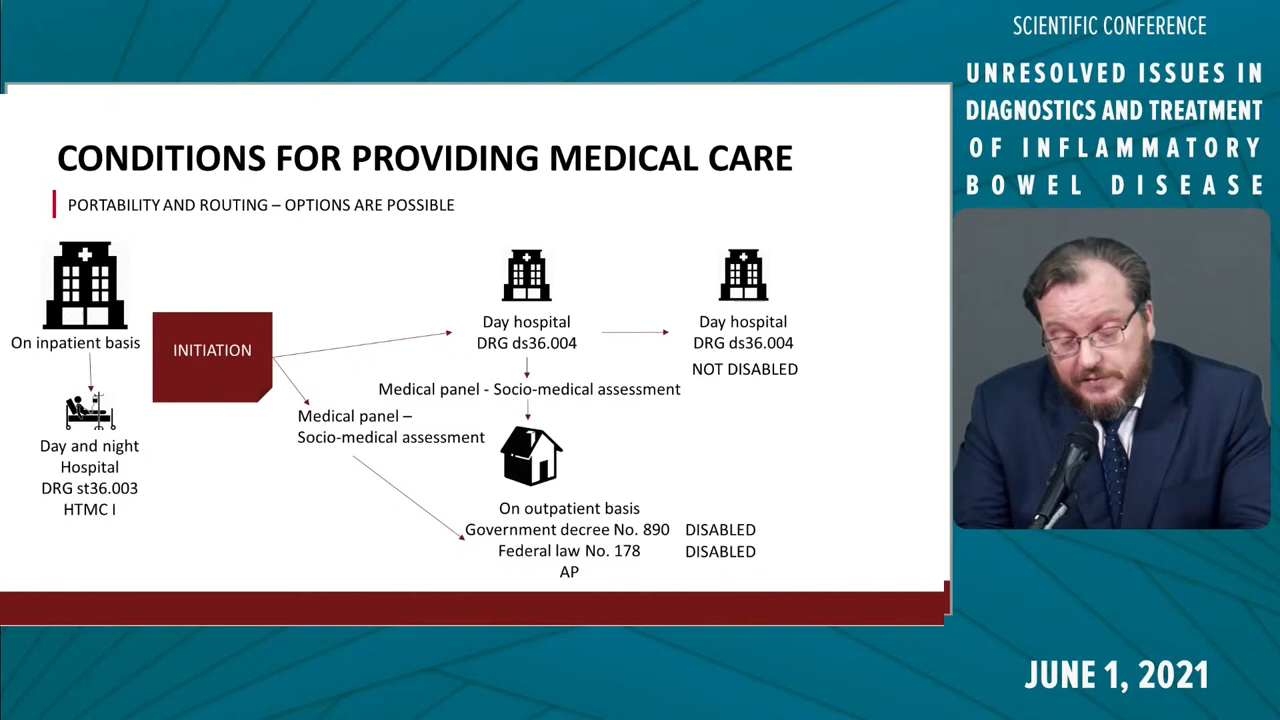 SCIENTIFIC CONFERENCE
UNRESOLVED ISSUES IN
DIAGNOSTICS AND TREATMENT
OF INFLAMMATORY
BOWEL DISEASE
CONDITIONS FOR PROVIDING MEDICAL CARE
PORTABILITY AND ROUTING – OPTIONS ARE POSSIBLE
On inpatient basis
Day and night
Hospital
DRG st36.003
HTMC I
INITIATION
Medical panel –
Socio-medical assessment
Day hospital
DRG ds36.004
Medical panel - Socio-medical assessment
On outpatient basis
Government decree No. 890 DISABLED
Federal law No. 178 DISABLED
AP
Day hospital
DRG ds36.004
NOT DISABLED
JUNE 1, 2021